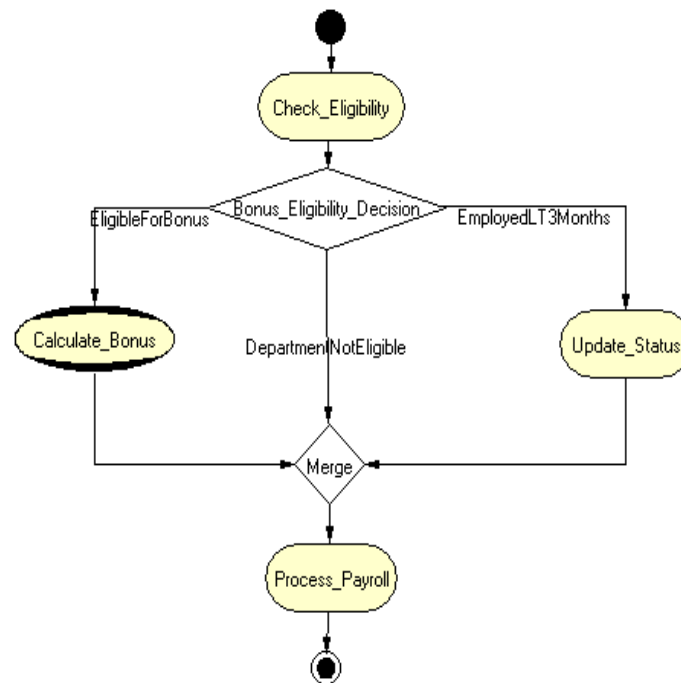 Check_Eligibility
Bonus_Eligibility_Decision
EligibleForBonus
EmployedLT3Months
Calculate_Bonus
DepartmentNotEligible
Update_Status
Merge
Process_Payroll